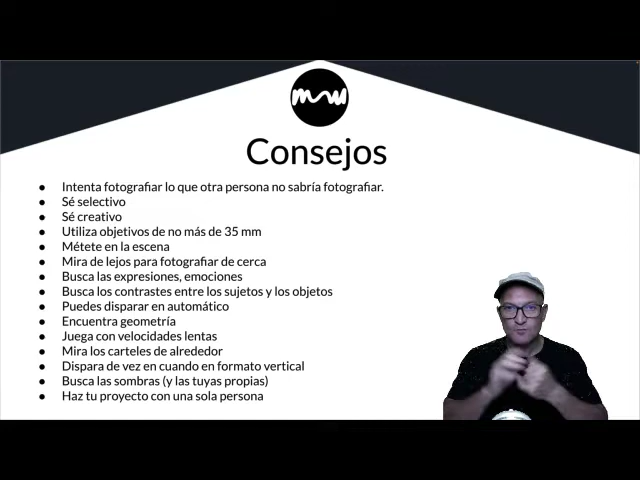 Consejos
● Intenta fotografiar lo que otra persona no sabría fotografiar.
● Sé selectivo
● Sé creativo
● Utiliza objetivos de no más de 35 mm
● Métete en la escena
● Mira de lejos para fotografiar de cerca
● Busca las expresiones, emociones
● Busca los contrastes entre los sujetos y los objetos
● Puedes disparar en automático
● Encuentra geometría
● Juega con velocidades lentas
● Mira los carteles de alrededor
● Dispara de vez en cuando en formato vertical
● Busca las sombras (y las tuyas propias)
● Haz tu proyecto con una sola persona